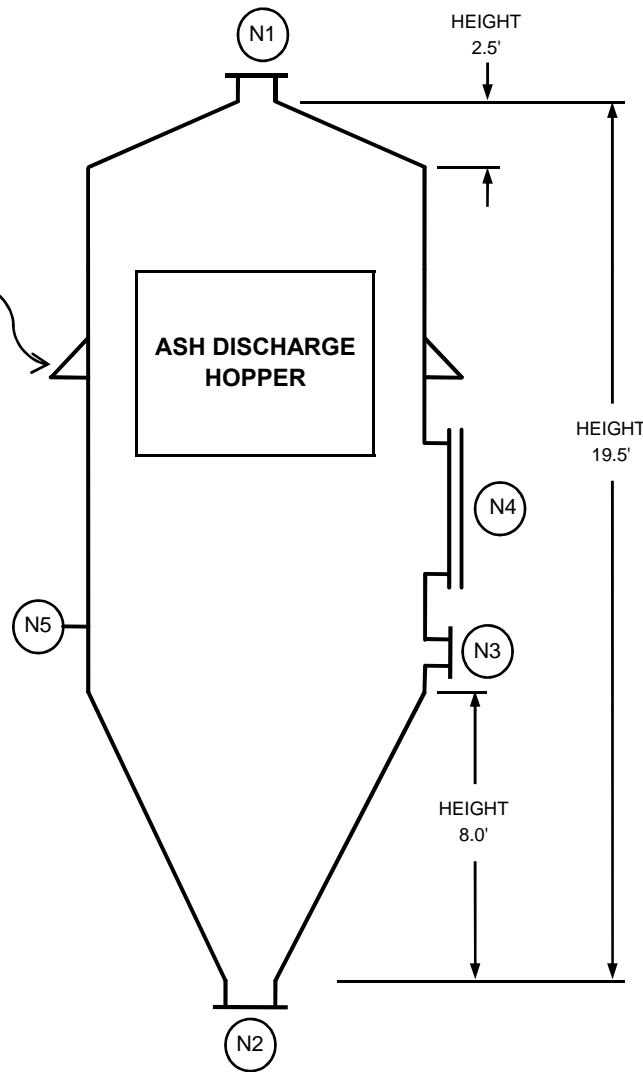 N1
HEIGHT
2.5'
ASH DISCHARGE
HOPPER
HEIGHT
19.5'
N4
N5
N3
HEIGHT
8.0'
N2